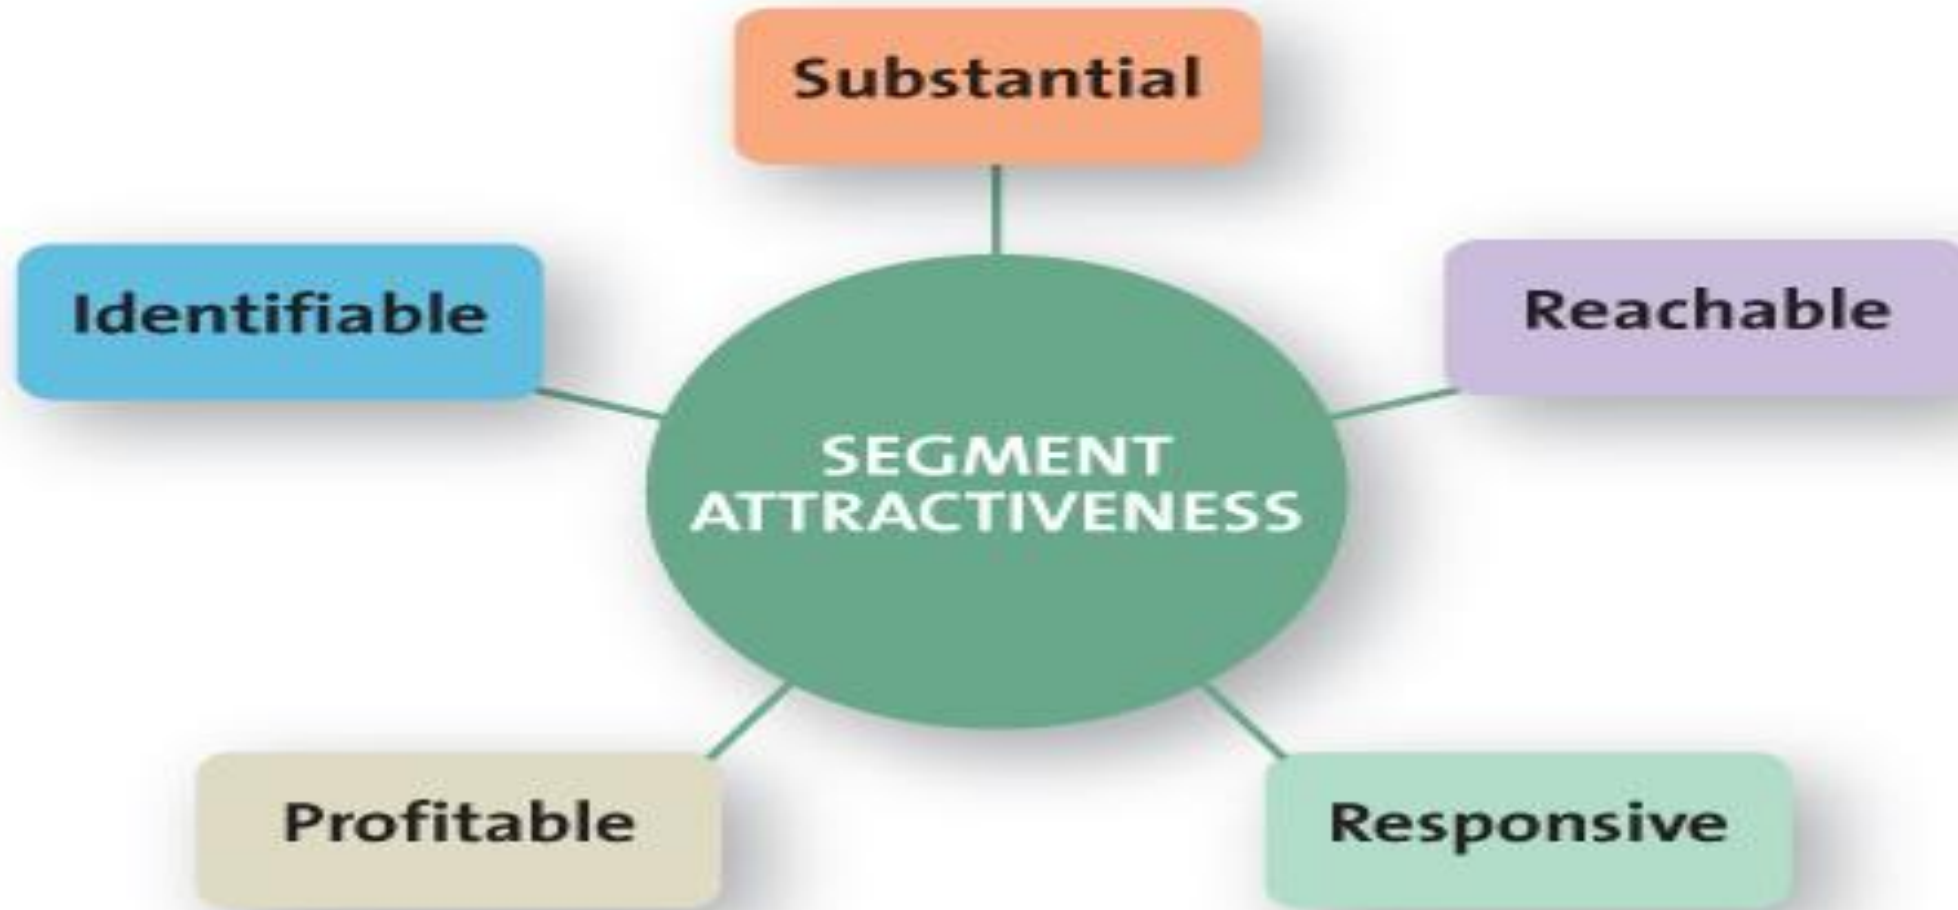 Substantial
Identifiable
Reachable
SEGMENT
ATTRACTIVENESS
Profitable
Responsive